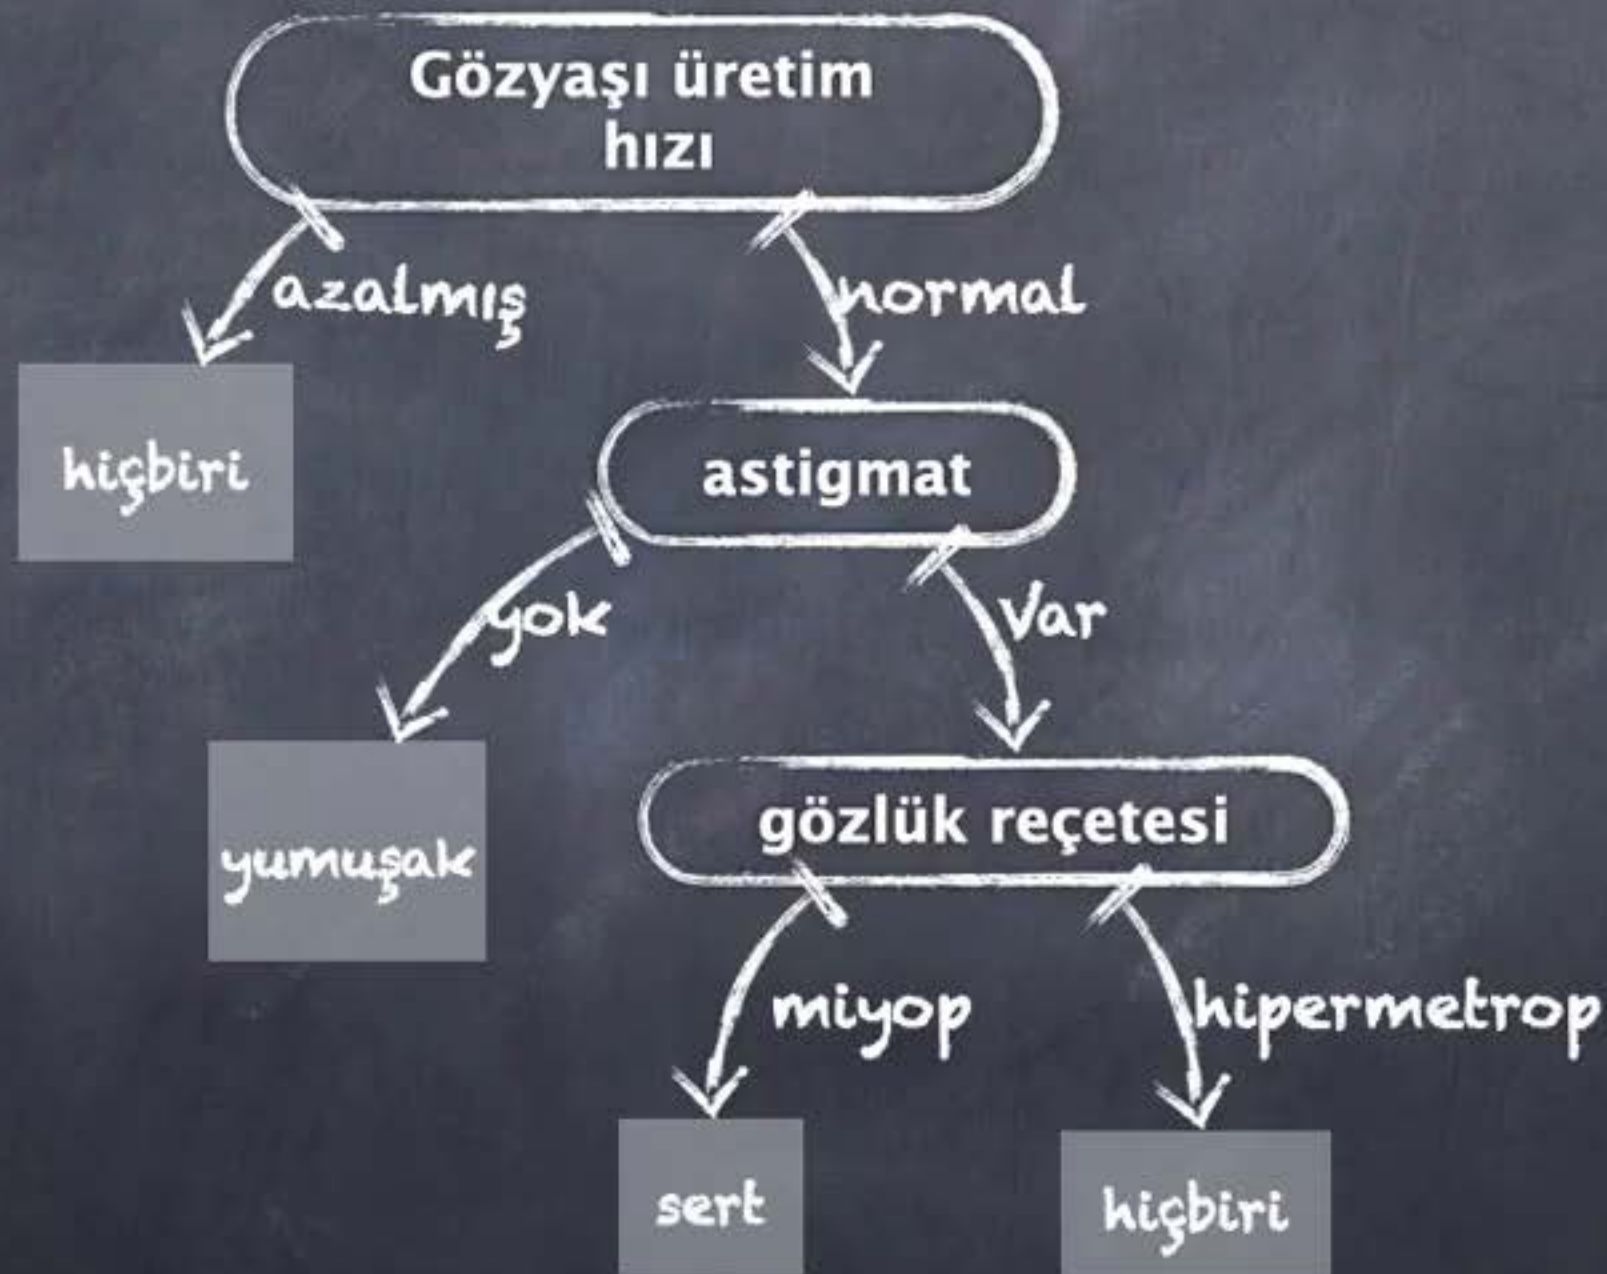 Gözyaşı üretim
hızı
azalmış
normal
hiçbiri
astigmat
yok
Var
yumuşak
gözlük reçetesi
miyop
hipermetrop
sert
hiçbiri